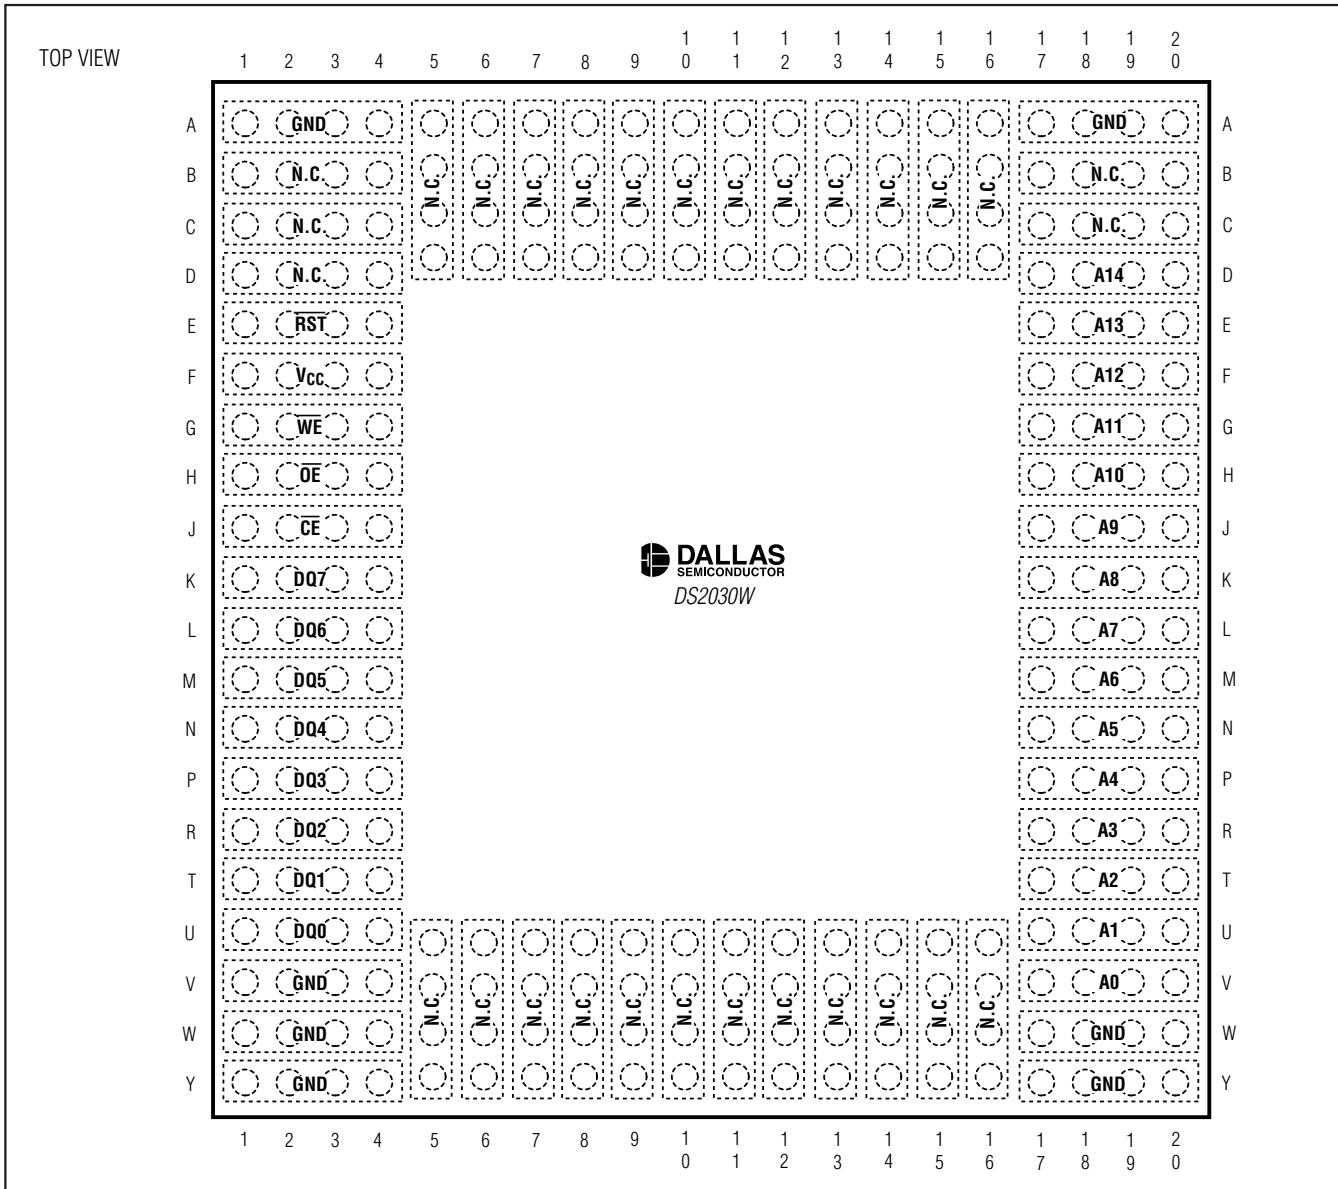 TOP VIEW
1 2 3 4 5 6 7 8 9 10 11 12 13 14 15 16 17 18 19 20
A GND GND A
B N.C. N.C. B
C N.C. N.C. C
N.C. N.C. N.C. N.C. N.C. N.C. N.C. N.C. N.C. N.C. N.C. N.C.
D N.C. A14 D
E R̅S̅T̅ A13 E
F VCC A12 F
G W̅E̅ A11 G
H O̅E̅ A10 H
J C̅E̅ A9 J
DALLAS
SEMICONDUCTOR
DS2030W
K DQ7 A8 K
L DQ6 A7 L
M DQ5 A6 M
N DQ4 A5 N
P DQ3 A4 P
R DQ2 A3 R
T DQ1 A2 T
U DQ0 A1 U
V GND A0 V
N.C. N.C. N.C. N.C. N.C. N.C. N.C. N.C. N.C. N.C. N.C. N.C.
W GND GND W
Y GND GND Y
1 2 3 4 5 6 7 8 9 10 11 12 13 14 15 16 17 18 19 20